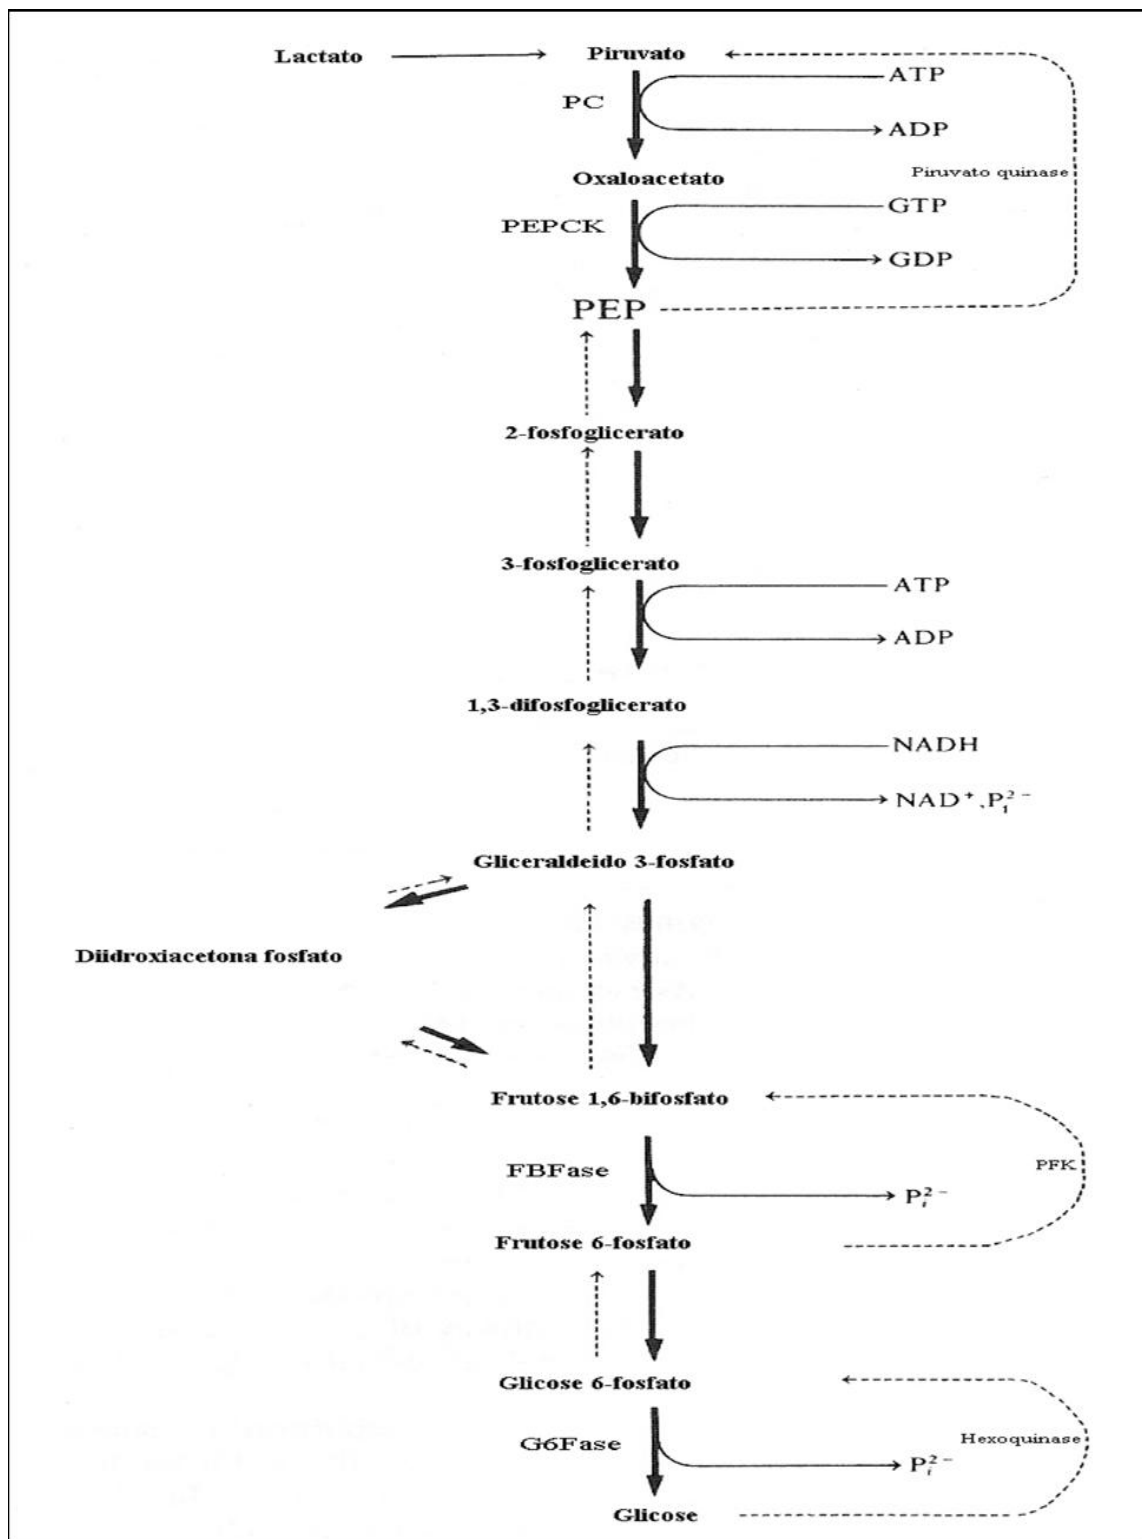 Lactato
Piruvato
ATP
PC
ADP
Oxaloacetato
Piruvato quinase
GTP
PEPCK
GDP
PEP
2-fosfoglicerato
3-fosfoglicerato
ATP
ADP
1,3-difosfoglicerato
NADH
NAD⁺,Pᵢ²⁻
Gliceraldeido 3-fosfato
Diidroxiacetona fosfato
Frutose 1,6-bifosfato
FBFase
PFK
Pᵢ²⁻
Frutose 6-fosfato
Glicose 6-fosfato
G6Fase
Hexoquinase
Pᵢ²⁻
Glicose